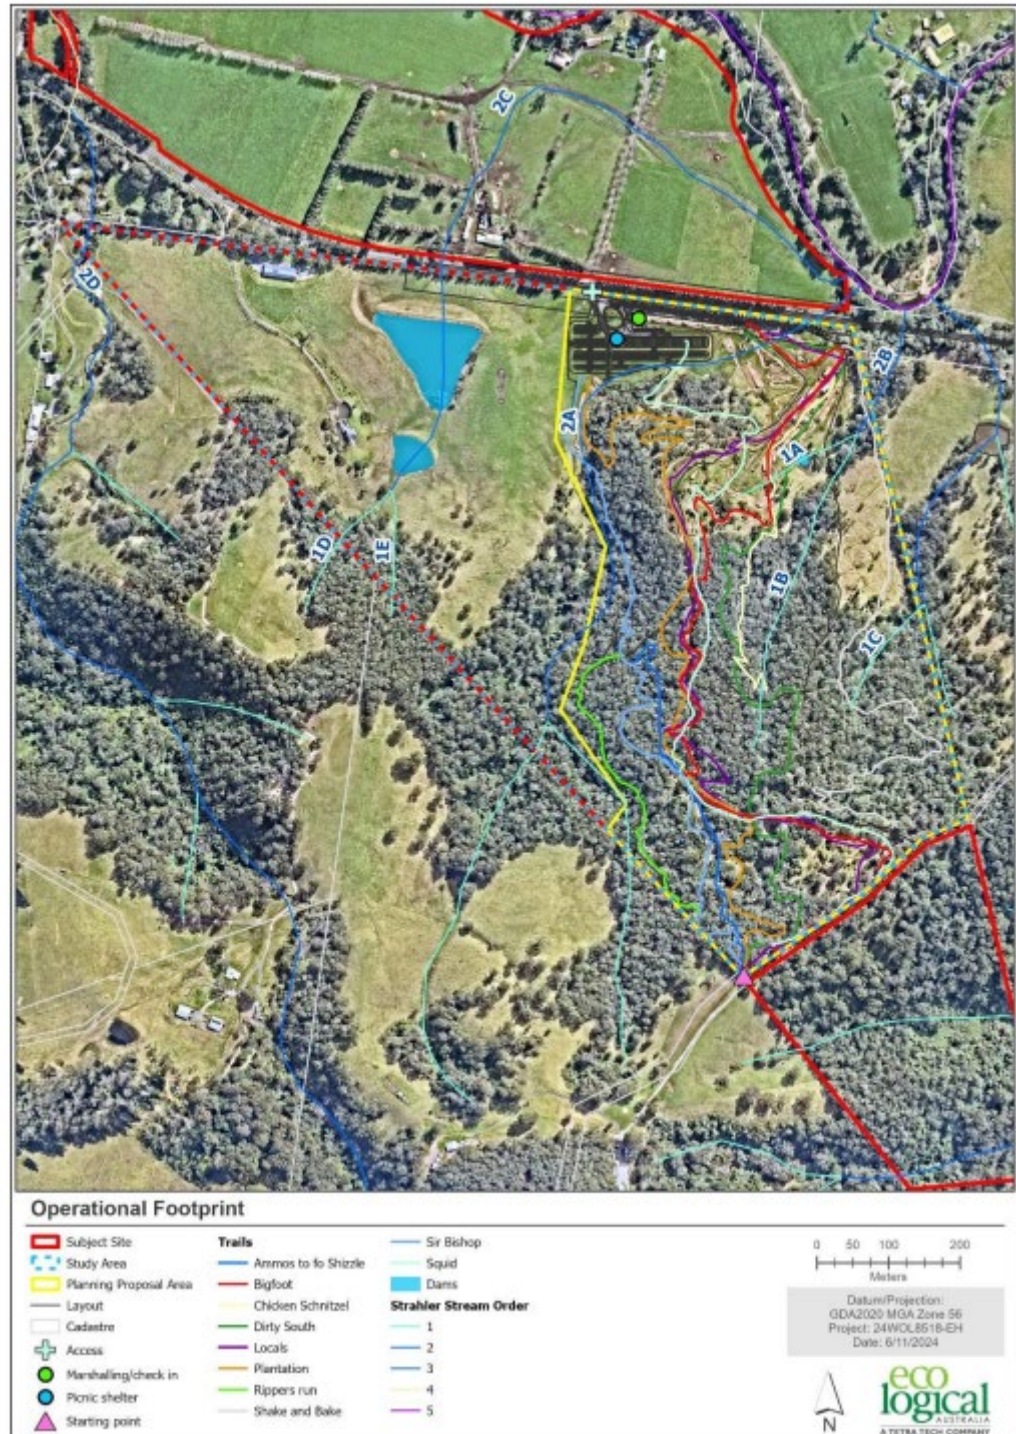 2C
2D
2A
2B
1A
1D
1E
1B
1C
Operational Footprint
Subject Site
Study Area
Planning Proposal Area
Layout
Cadastre
Access
Marshalling/check in
Picnic shelter
Starting point
Trails
Ammos to fo Shizzle
Bigfoot
Chicken Schnitzel
Dirty South
Locals
Plantation
Rippers run
Shake and Bake
Sir Bishop
Squid
Dams
Strahler Stream Order
1
2
3
4
5
0 50 100 200
Meters
Datum/Projection:
GDA2020 MGA Zone 56
Project: 24WOL8518-EH
Date: 6/11/2024
N
eco
logical
AUSTRALIA
A TETRA TECH COMPANY